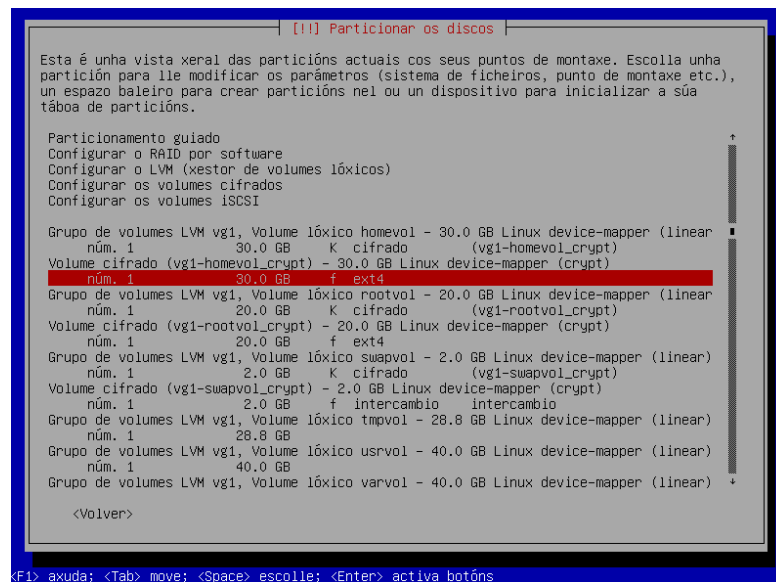 [!!] Particionar os discos
Esta é unha vista xeral das particións actuais cos seus puntos de montaxe. Escolla unha
partición para lle modificar os parámetros (sistema de ficheiros, punto de montaxe etc.),
un espazo baleiro para crear particións nel ou un dispositivo para inicializar a súa
táboa de particións.
Particionamento guiado
Configurar o RAID por software
Configurar o LVM (xestor de volumes lóxicos)
Configurar os volumes cifrados
Configurar os volumes iSCSI
Grupo de volumes LVM vg1, Volume lóxico homevol - 30.0 GB Linux device-mapper (linear
núm. 1 30.0 GB K cifrado (vg1-homevol_crypt)
Volume cifrado (vg1-homevol_crypt) - 30.0 GB Linux device-mapper (crypt)
núm. 1 30.0 GB f ext4
Grupo de volumes LVM vg1, Volume lóxico rootvol - 20.0 GB Linux device-mapper (linear
núm. 1 20.0 GB K cifrado (vg1-rootvol_crypt)
Volume cifrado (vg1-rootvol_crypt) - 20.0 GB Linux device-mapper (crypt)
núm. 1 20.0 GB f ext4
Grupo de volumes LVM vg1, Volume lóxico swapvol - 2.0 GB Linux device-mapper (linear)
núm. 1 2.0 GB K cifrado (vg1-swapvol_crypt)
Volume cifrado (vg1-swapvol_crypt) - 2.0 GB Linux device-mapper (crypt)
núm. 1 2.0 GB f intercambio intercambio
Grupo de volumes LVM vg1, Volume lóxico tmpvol - 28.8 GB Linux device-mapper (linear)
núm. 1 28.8 GB
Grupo de volumes LVM vg1, Volume lóxico usrvol - 40.0 GB Linux device-mapper (linear)
núm. 1 40.0 GB
Grupo de volumes LVM vg1, Volume lóxico varvol - 40.0 GB Linux device-mapper (linear)
<Volver>
<F1> axuda; <Tab> move; <Space> escolle; <Enter> activa botóns